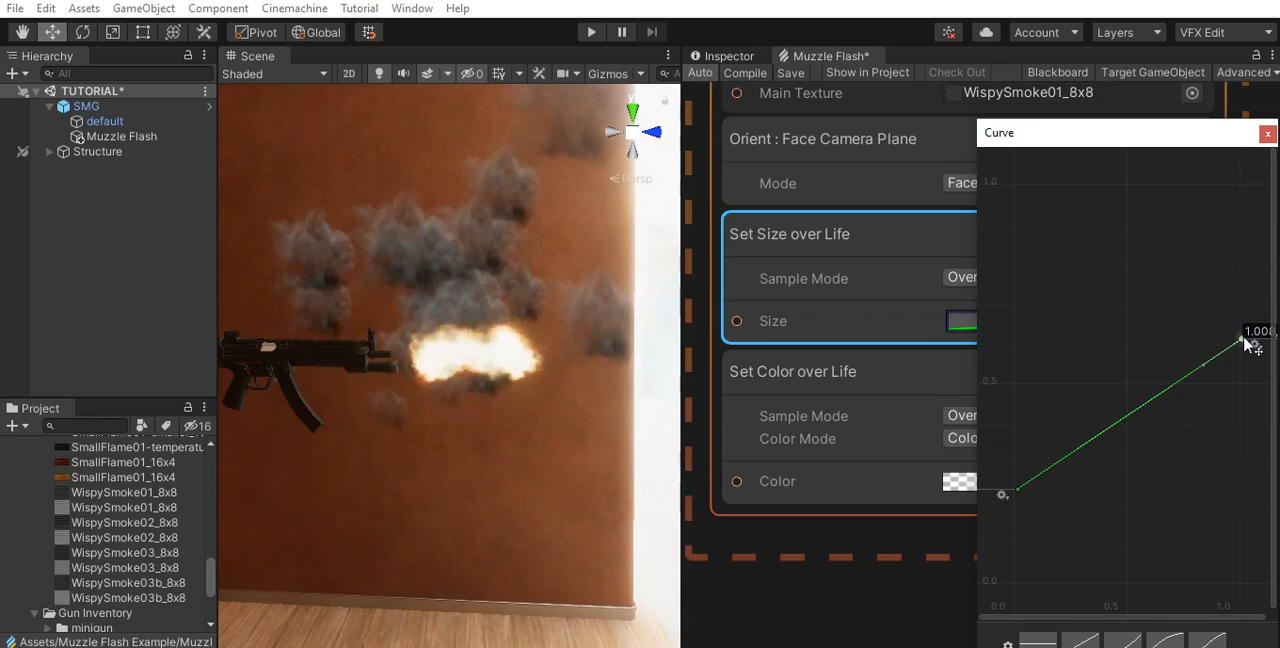 File Edit Assets GameObject Component Cinemachine Tutorial Window Help
Pivot Global Account Layers VFX Edit
Hierarchy
All
TUTORIAL*
SMG
default
Muzzle Flash
Structure
Scene
Shaded 2D 0 Gizmos A
y
Persp
Inspector Muzzle Flash*
Auto Compile Save Show in Project Check Out Blackboard Target GameObject Advanced
Main Texture WispySmoke01_8x8
Orient : Face Camera Plane
Mode Face
Set Size over Life
Sample Mode Over
Size
Set Color over Life
Sample Mode Over
Color Mode Colo
Color
Curve
1.0
1.008,
0.5
0.0
0.0 0.5 1.0
Project
16
SmallFlame01-temperatu
SmallFlame01_16x4
SmallFlame01_16x4
WispySmoke01_8x8
WispySmoke01_8x8
WispySmoke02_8x8
WispySmoke02_8x8
WispySmoke03_8x8
WispySmoke03_8x8
WispySmoke03b_8x8
WispySmoke03b_8x8
Gun Inventory
minigun
Assets/Muzzle Flash Example/Muzzl